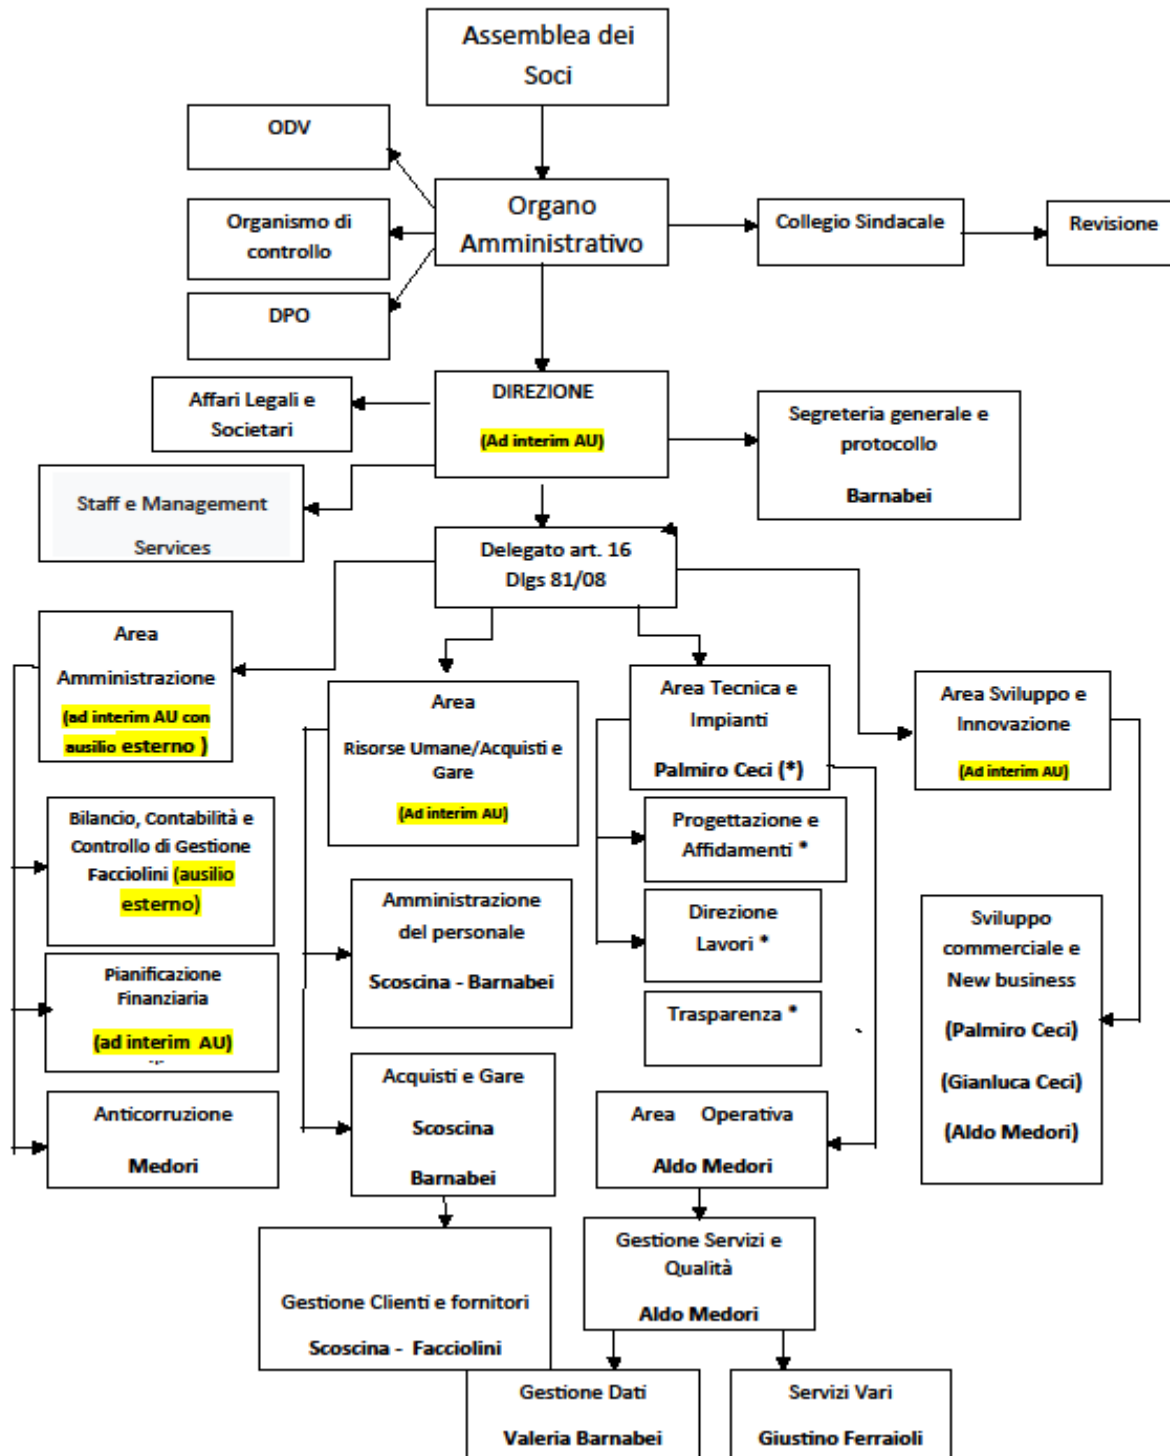 Assemblea dei
Soci
ODV
Organo
Amministrativo
Organismo di
controllo
Collegio Sindacale
Revisione
DPO
DIREZIONE
(Ad interim AU)
Affari Legali e
Societari
Segreteria generale e
protocollo
Barnabei
Staff e Management
Services
Delegato art. 16
Dlgs 81/08
Area
Amministrazione
(ad interim AU con
ausilio esterno )
Area
Risorse Umane/Acquisti e
Gare
(Ad interim AU)
Area Tecnica e
Impianti
Palmiro Ceci (*)
Area Sviluppo e
Innovazione
(Ad interim AU)
Bilancio, Contabilità e
Controllo di Gestione
Facciolini (ausilio
esterno)
Progettazione e
Affidamenti *
Amministrazione
del personale
Scoscina - Barnabei
Direzione
Lavori *
Sviluppo
commerciale e
New business
(Palmiro Ceci)
(Gianluca Ceci)
(Aldo Medori)
Pianificazione
Finanziaria
(ad interim AU)
Trasparenza *
Acquisti e Gare
Scoscina
Barnabei
Anticorruzione
Medori
Area Operativa
Aldo Medori
Gestione Clienti e fornitori
Scoscina - Facciolini
Gestione Servizi e
Qualità
Aldo Medori
Gestione Dati
Valeria Barnabei
Servizi Vari
Giustino Ferraioli